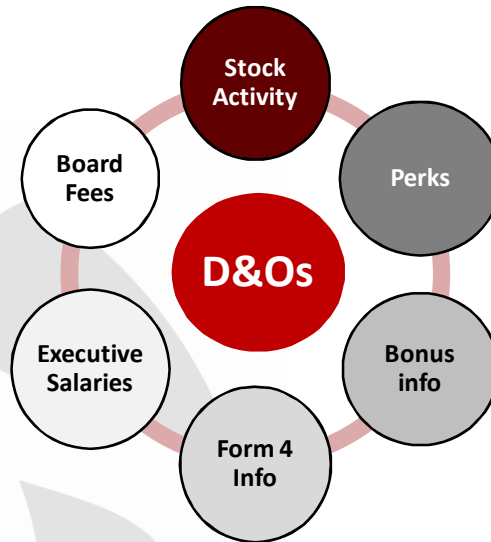 Stock
Activity
Board
Fees
Perks
D&Os
Executive
Salaries
Bonus
info
Form 4
Info